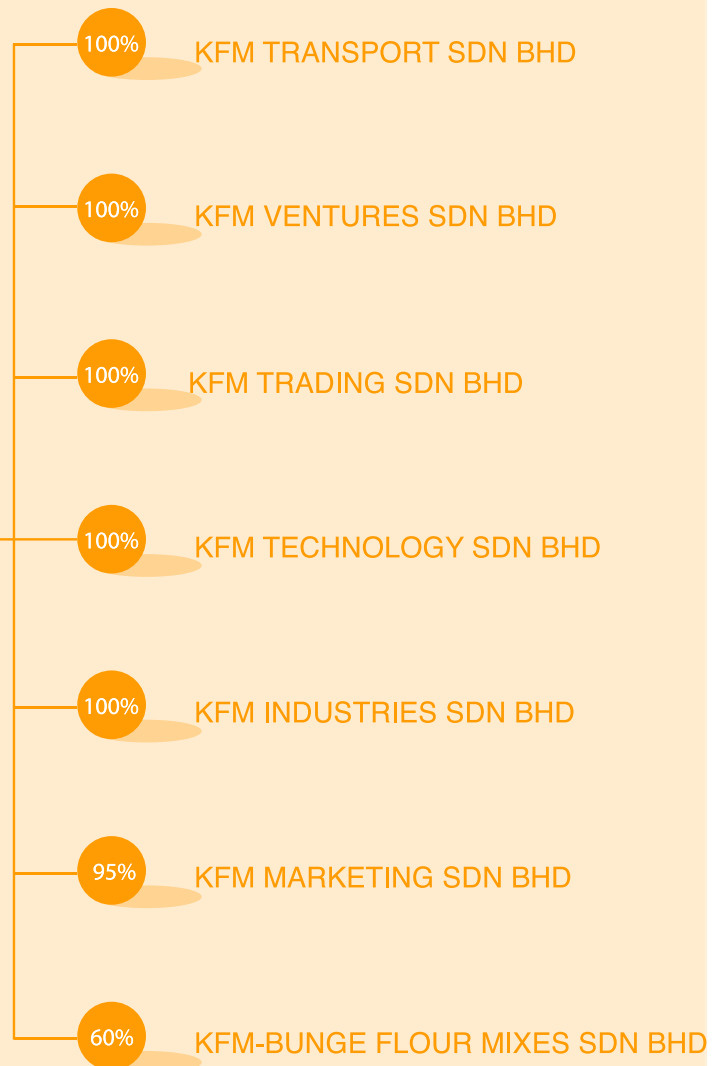 100% KFM TRANSPORT SDN BHD
100% KFM VENTURES SDN BHD
100% KFM TRADING SDN BHD
100% KFM TECHNOLOGY SDN BHD
100% KFM INDUSTRIES SDN BHD
95% KFM MARKETING SDN BHD
60% KFM-BUNGE FLOUR MIXES SDN BHD